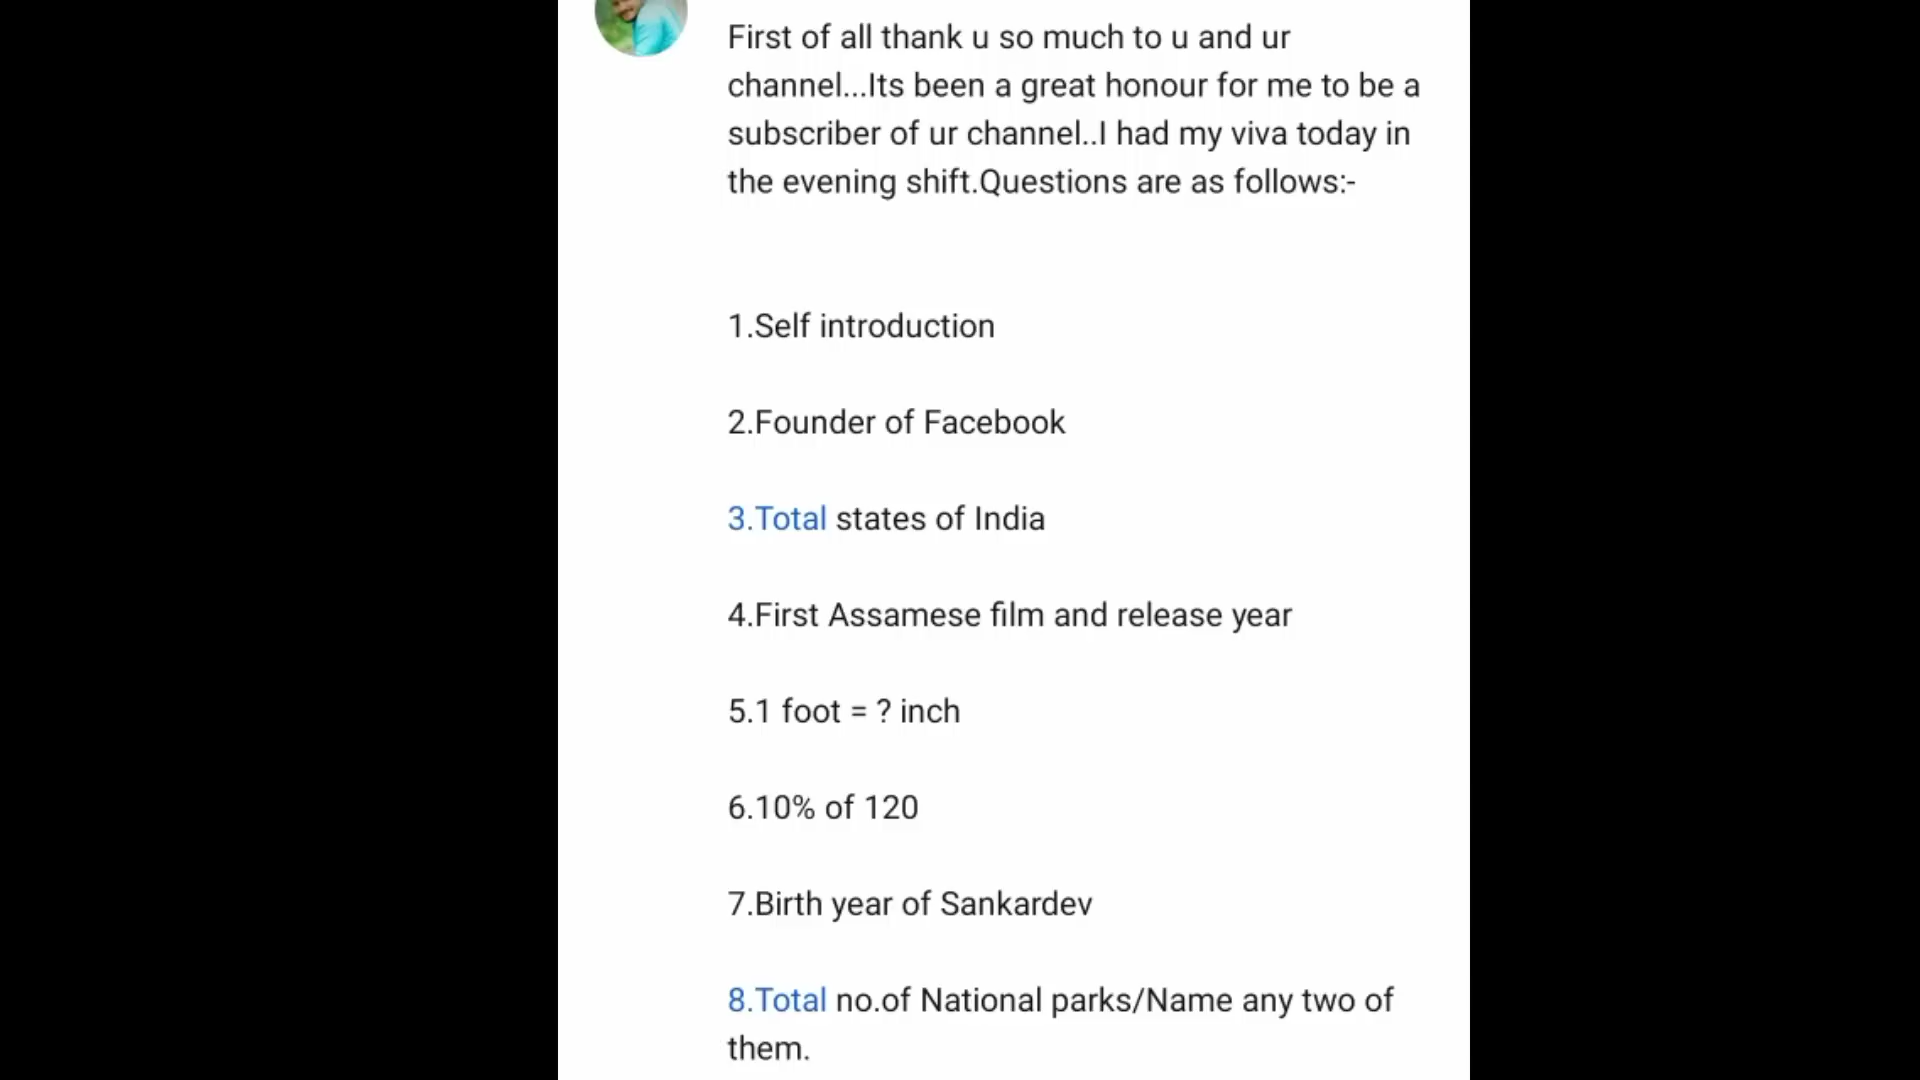 First of all thank u so much to u and ur
channel...Its been a great honour for me to be a
subscriber of ur channel..I had my viva today in
the evening shift.Questions are as follows:-
1.Self introduction
2.Founder of Facebook
3.Total states of India
4.First Assamese film and release year
5.1 foot = ? inch
6.10% of 120
7.Birth year of Sankardev
8.Total no.of National parks/Name any two of
them.